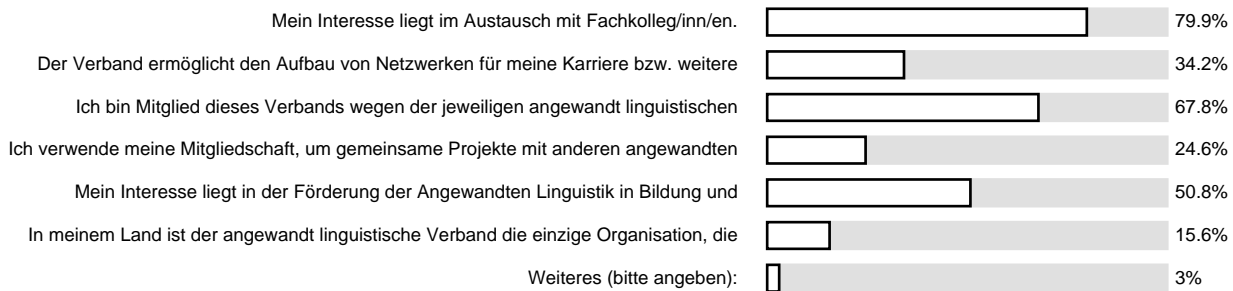 Mein Interesse liegt im Austausch mit Fachkolleg/inn/en. 79.9%
Der Verband ermöglicht den Aufbau von Netzwerken für meine Karriere bzw. weitere 34.2%
Ich bin Mitglied dieses Verbands wegen der jeweiligen angewandt linguistischen 67.8%
Ich verwende meine Mitgliedschaft, um gemeinsame Projekte mit anderen angewandten 24.6%
Mein Interesse liegt in der Förderung der Angewandten Linguistik in Bildung und 50.8%
In meinem Land ist der angewandt linguistische Verband die einzige Organisation, die 15.6%
Weiteres (bitte angeben): 3%